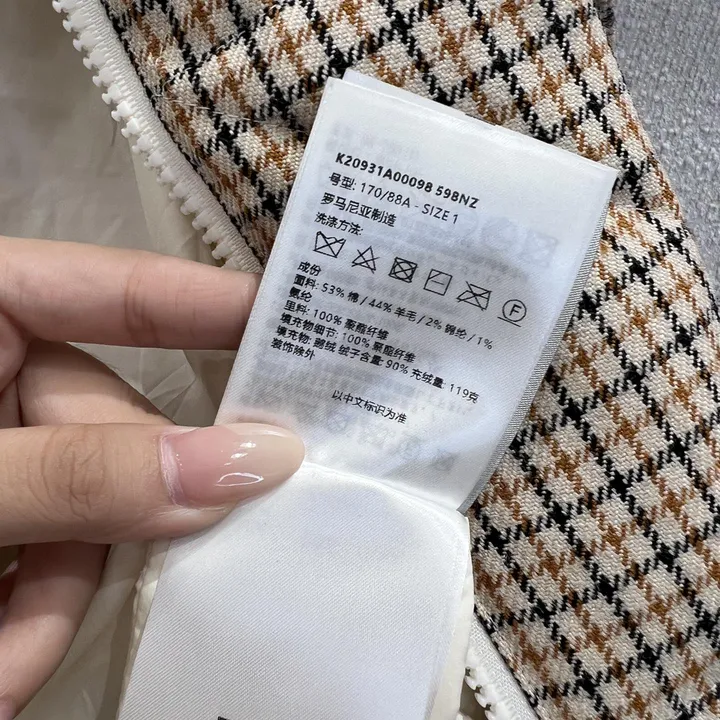 K20931A00098 598NZ
号型: 170/88A - SIZE 1
罗马尼亚制造
洗涤方法:
F
成份
面料: 53% 棉 / 44% 羊毛 / 2% 锦纶 / 1%
氨纶
里料: 100% 聚酯纤维
填充物细节: 100% 聚酯纤维
填充物: 鹅绒 绒子含量: 90% 充绒量: 119克
装饰除外
以中文标识为准